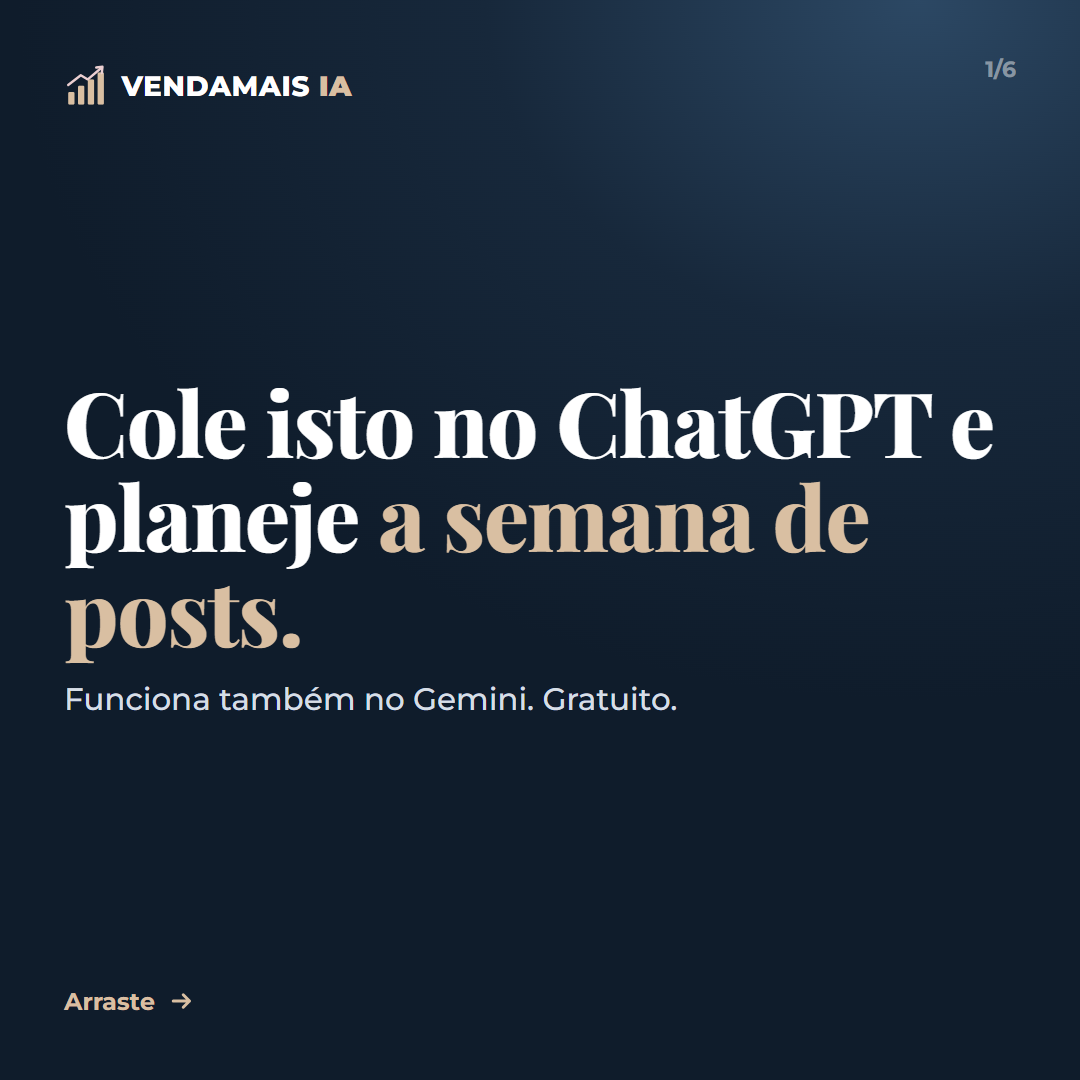 VENDAMAIS IA
1/6
Cole isto no ChatGPT e
planeje a semana de
posts.
Funciona também no Gemini. Gratuito.
Arraste →